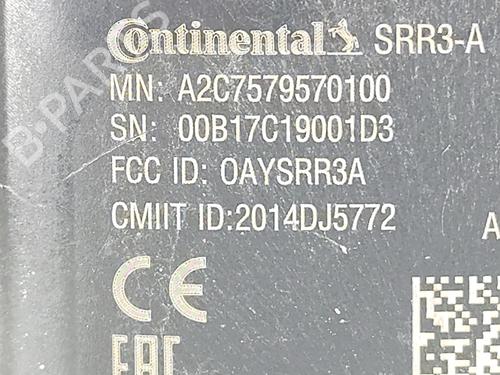 Continental SRR3-A
MN: A2C7579570100
SN: 00B17C19001D3
FCC ID: OAYSRR3A
CMIIT ID:2014DJ5772
A
CE
EAC
B-PARTS